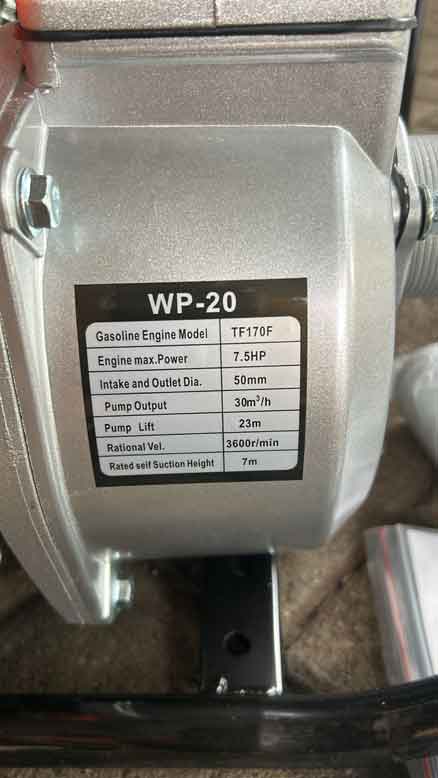 WP-20
Gasoline Engine Model TF170F
Engine max.Power 7.5HP
Intake and Outlet Dia. 50mm
Pump Output 30m³/h
Pump Lift 23m
Rational Vel. 3600r/min
Rated seif Suction Height 7m